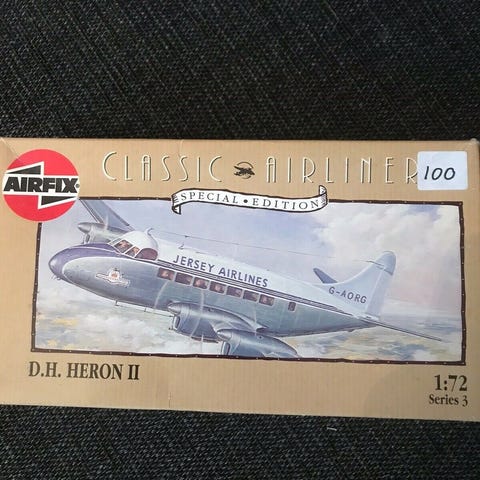 AIRFIX
CLASSIC AIRLINER
100
SPECIAL • EDITION
JERSEY AIRLINES
G-AORG
D.H. HERON II
1:72
Series 3